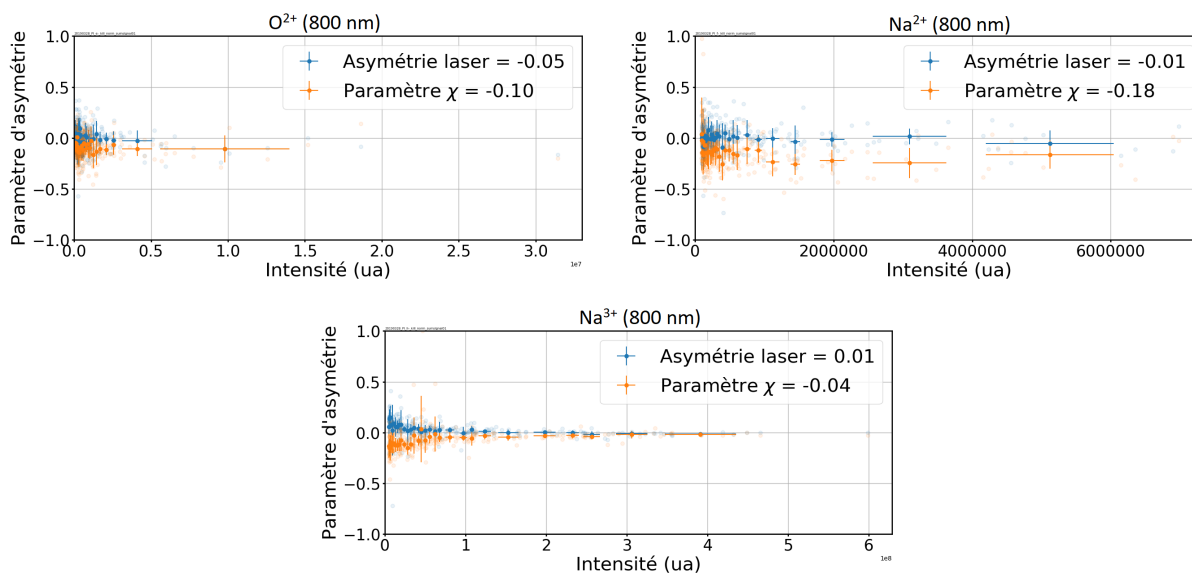 O²⁺ (800 nm)
Paramètre d'asymétrie
1.0
0.5
0.0
−0.5
−1.0
Asymétrie laser = -0.05
Paramètre χ = -0.10
0.0 0.5 1.0 1.5 2.0 2.5 3.0
1e7
Intensité (ua)
Na²⁺ (800 nm)
Paramètre d'asymétrie
1.0
0.5
0.0
−0.5
−1.0
Asymétrie laser = -0.01
Paramètre χ = -0.18
0 2000000 4000000 6000000
Intensité (ua)
Na³⁺ (800 nm)
Paramètre d'asymétrie
1.0
0.5
0.0
−0.5
−1.0
Asymétrie laser = 0.01
Paramètre χ = -0.04
0 1 2 3 4 5 6
1e8
Intensité (ua)